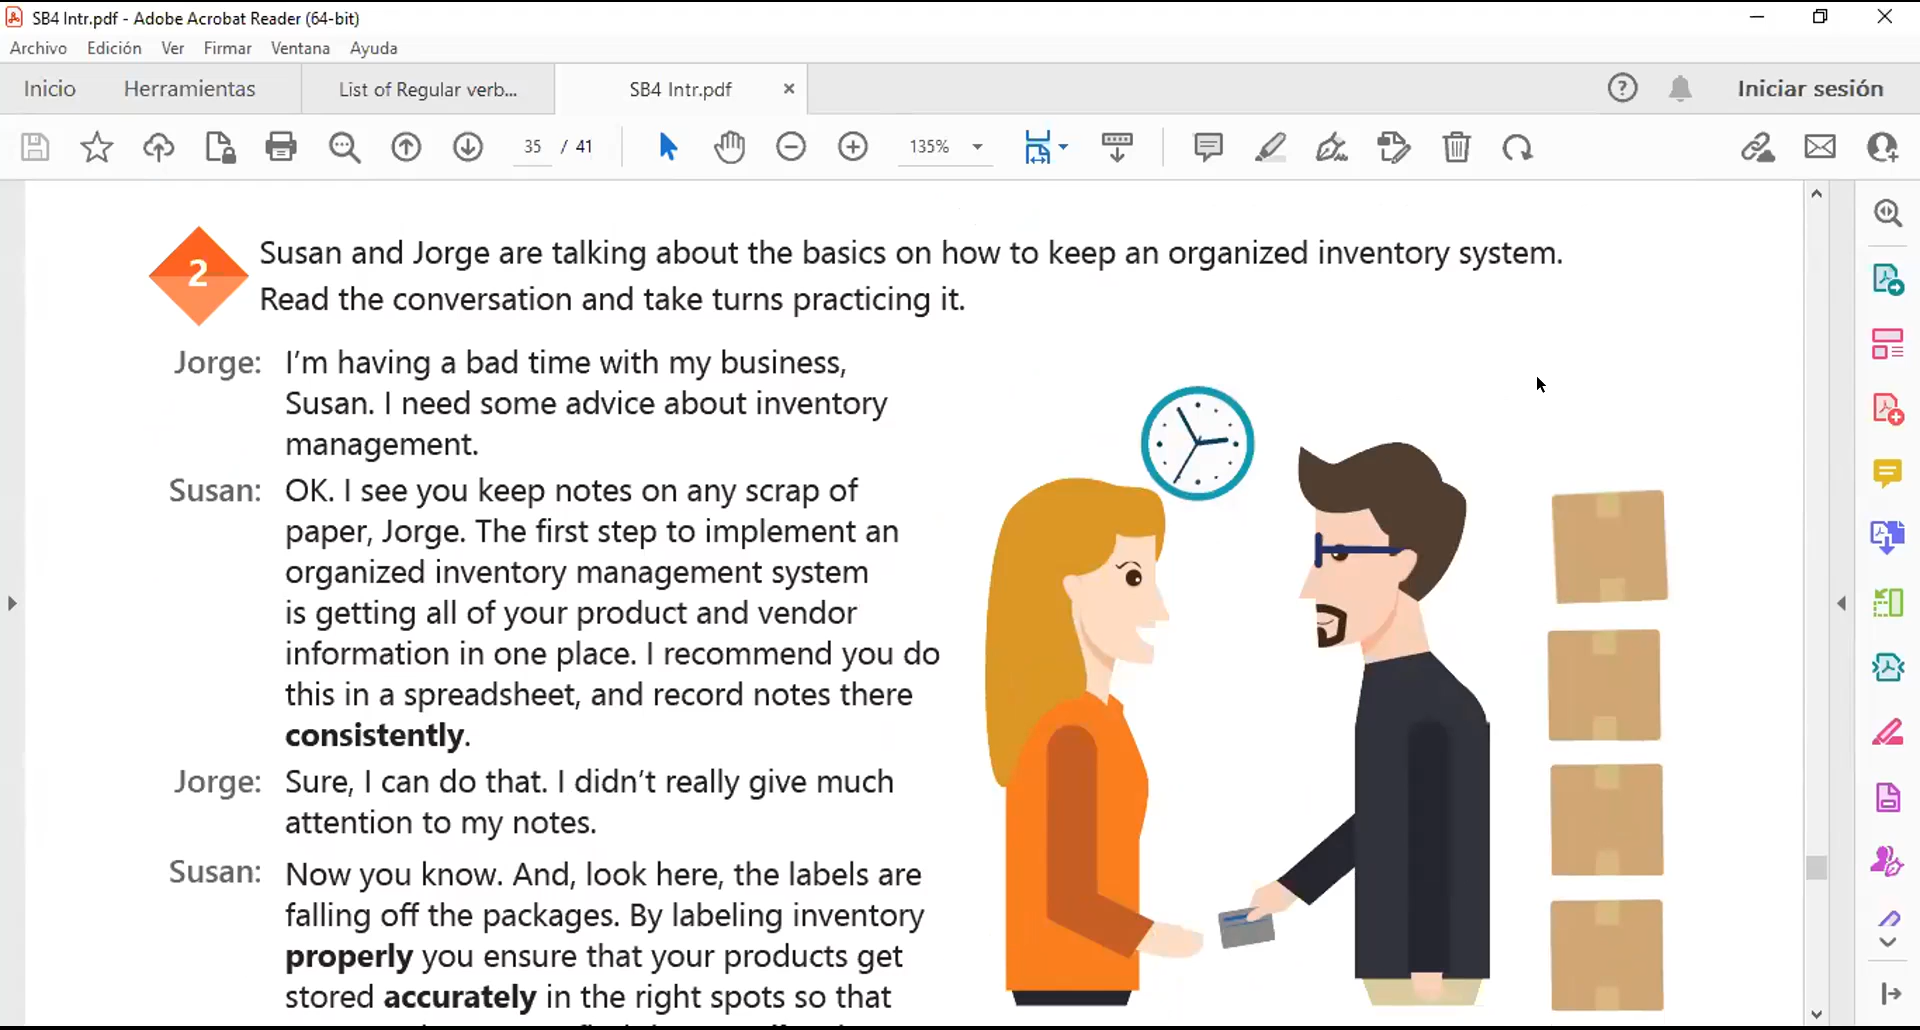 SB4 Intr.pdf - Adobe Acrobat Reader (64-bit)
Archivo Edición Ver Firmar Ventana Ayuda
Inicio Herramientas List of Regular verb... SB4 Intr.pdf × Iniciar sesión
35 / 41 135%
2
Susan and Jorge are talking about the basics on how to keep an organized inventory system.
Read the conversation and take turns practicing it.
Jorge: I'm having a bad time with my business,
Susan. I need some advice about inventory
management.
Susan: OK. I see you keep notes on any scrap of
paper, Jorge. The first step to implement an
organized inventory management system
is getting all of your product and vendor
information in one place. I recommend you do
this in a spreadsheet, and record notes there
consistently.
Jorge: Sure, I can do that. I didn't really give much
attention to my notes.
Susan: Now you know. And, look here, the labels are
falling off the packages. By labeling inventory
properly you ensure that your products get
stored accurately in the right spots so that